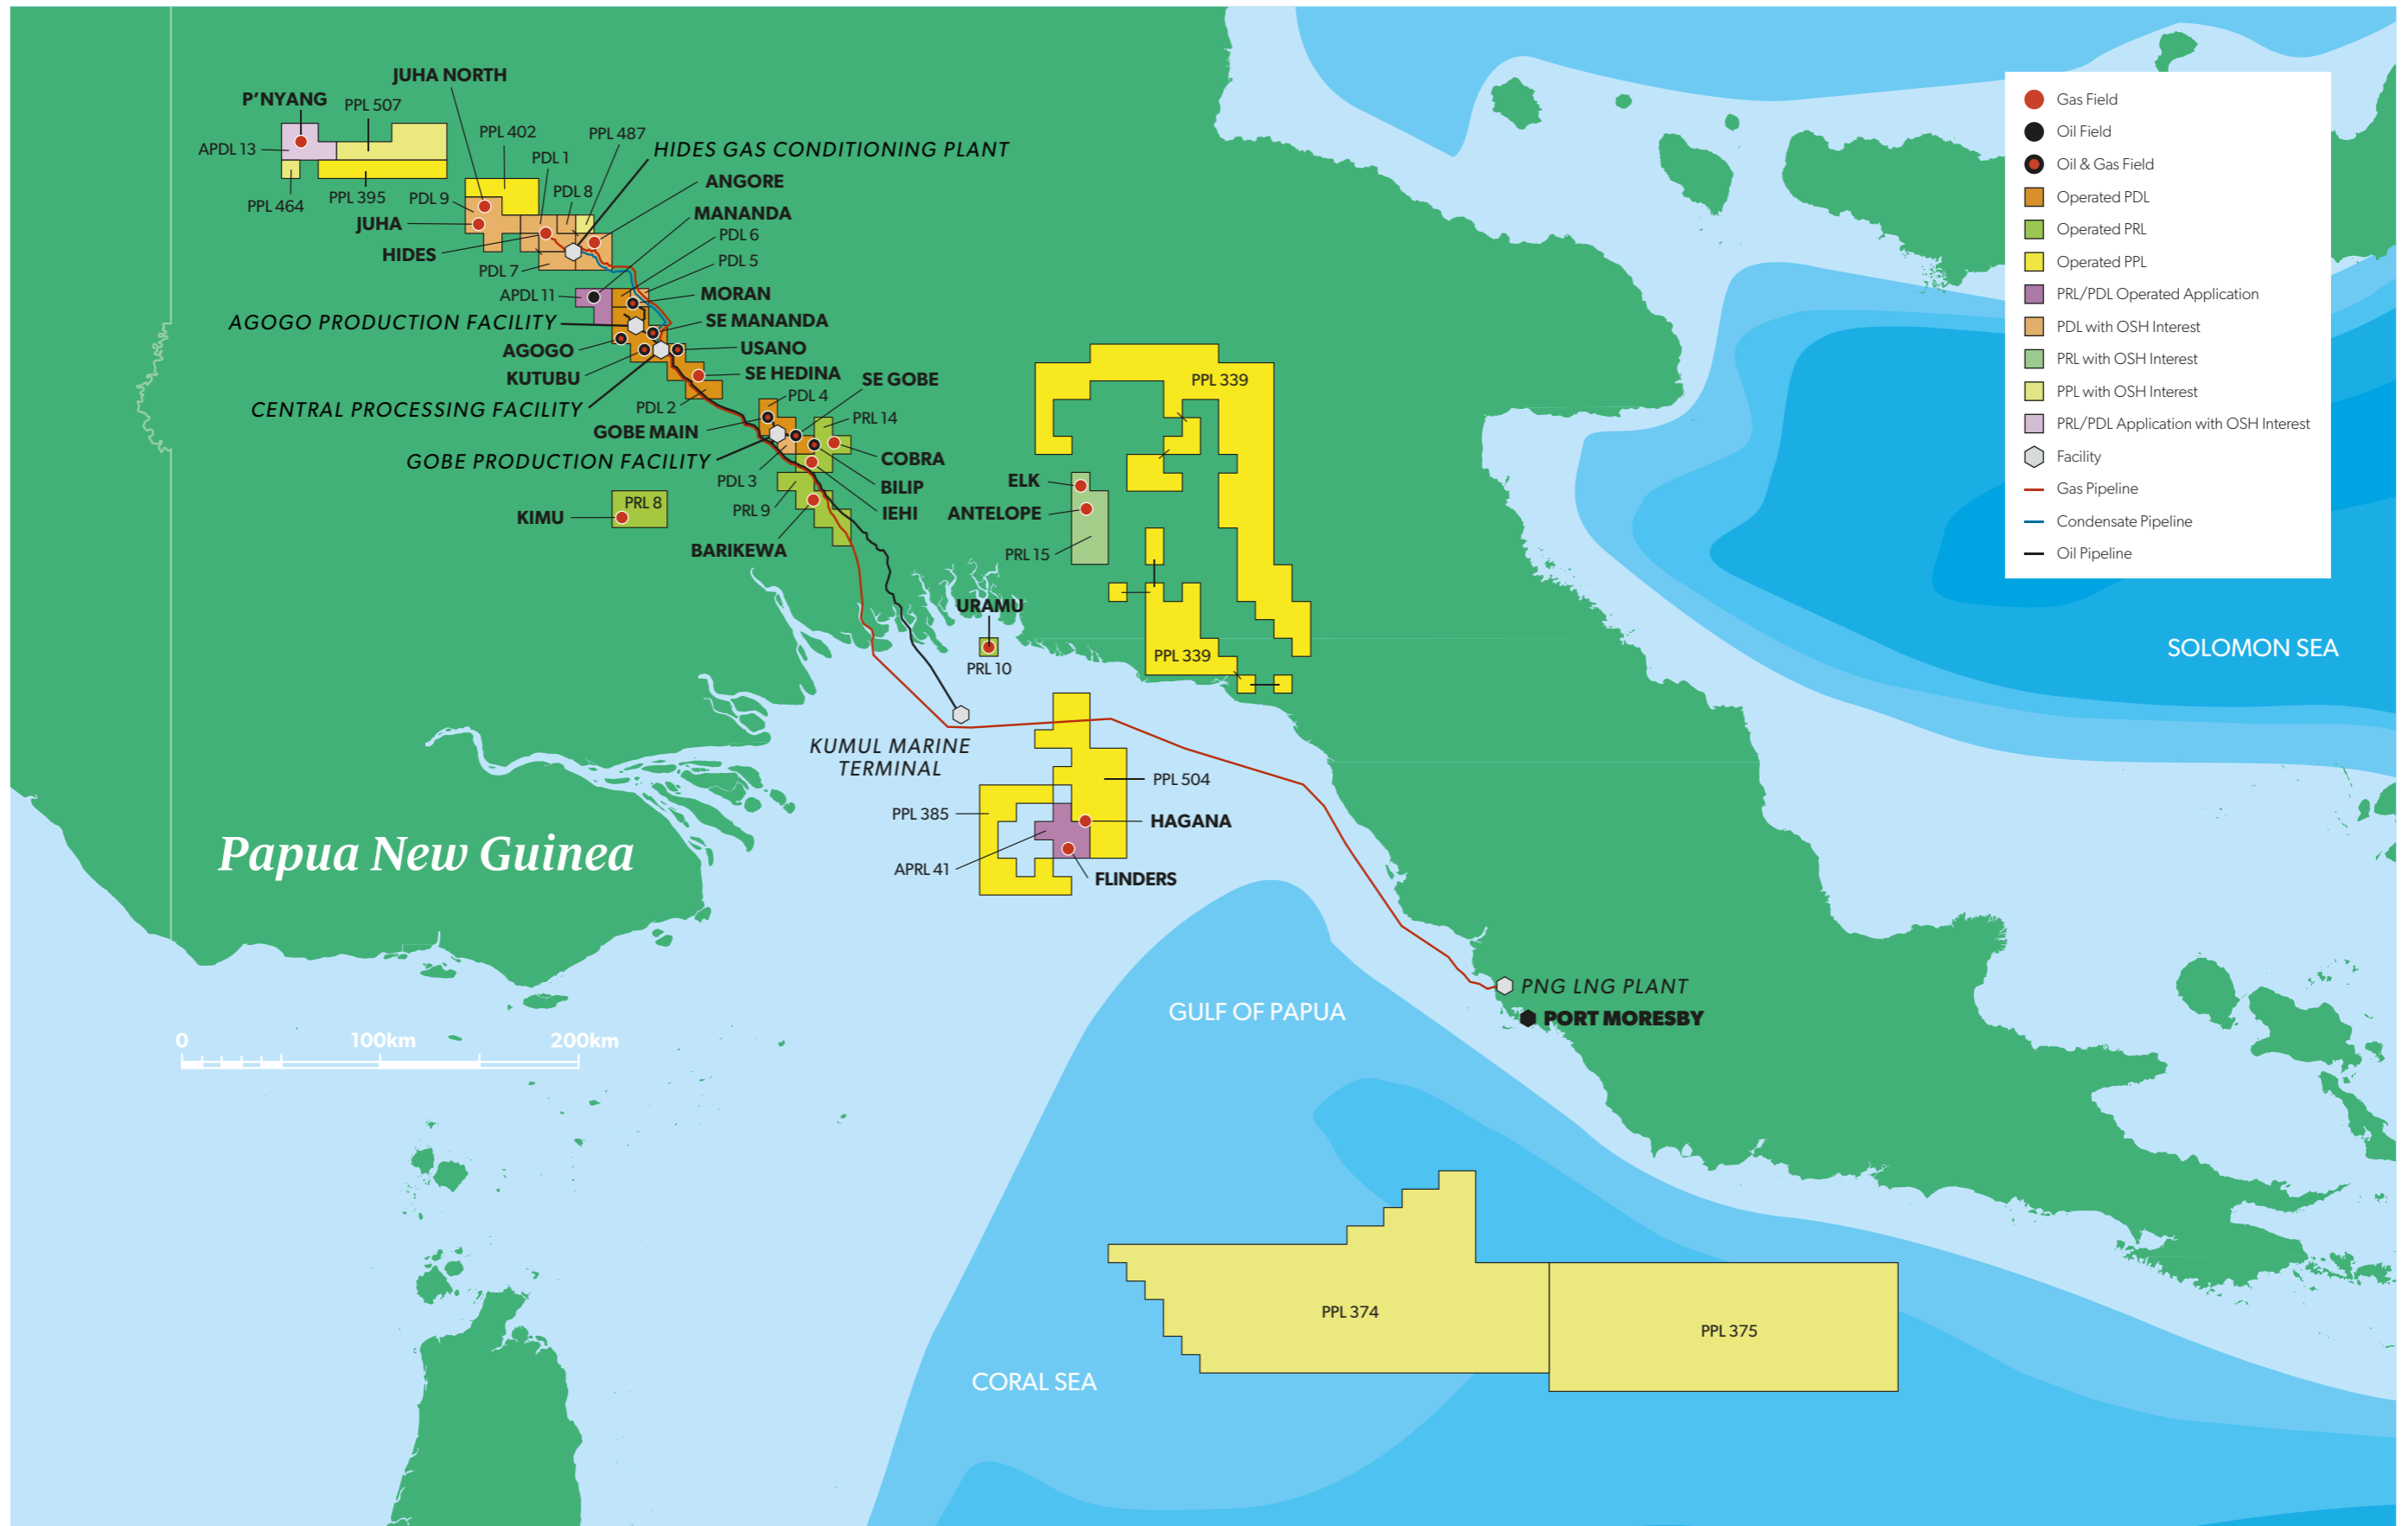 JUHA NORTH
P'NYANG
PPL 507
PPL 402
PPL 487
HIDES GAS CONDITIONING PLANT
APDL 13
PDL 1
ANGORE
PDL 8
PPL 464
PPL 395
PDL 9
MANANDA
JUHA
PDL 6
HIDES
PDL 5
PDL 7
APDL 11
MORAN
AGOGO PRODUCTION FACILITY
SE MANANDA
AGOGO
USANO
KUTUBU
SE HEDINA
SE GOBE
PPL 339
CENTRAL PROCESSING FACILITY
PDL 2
PDL 4
PRL 14
GOBE MAIN
COBRA
GOBE PRODUCTION FACILITY
PDL 3
BILIP
ELK
PRL 8
PRL 9
IEHI
ANTELOPE
KIMU
BARIKEWA
PRL 15
URAMU
PRL 10
PPL 339
KUMUL MARINE
TERMINAL
PPL 504
PPL 385
HAGANA
APRL 41
FLINDERS
Papua New Guinea
PNG LNG PLANT
PORT MORESBY
GULF OF PAPUA
0
100km
200km
PPL 374
PPL 375
CORAL SEA
SOLOMON SEA
Gas Field
Oil Field
Oil & Gas Field
Operated PDL
Operated PRL
Operated PPL
PRL/PDL Operated Application
PDL with OSH Interest
PRL with OSH Interest
PPL with OSH Interest
PRL/PDL Application with OSH Interest
Facility
Gas Pipeline
Condensate Pipeline
Oil Pipeline